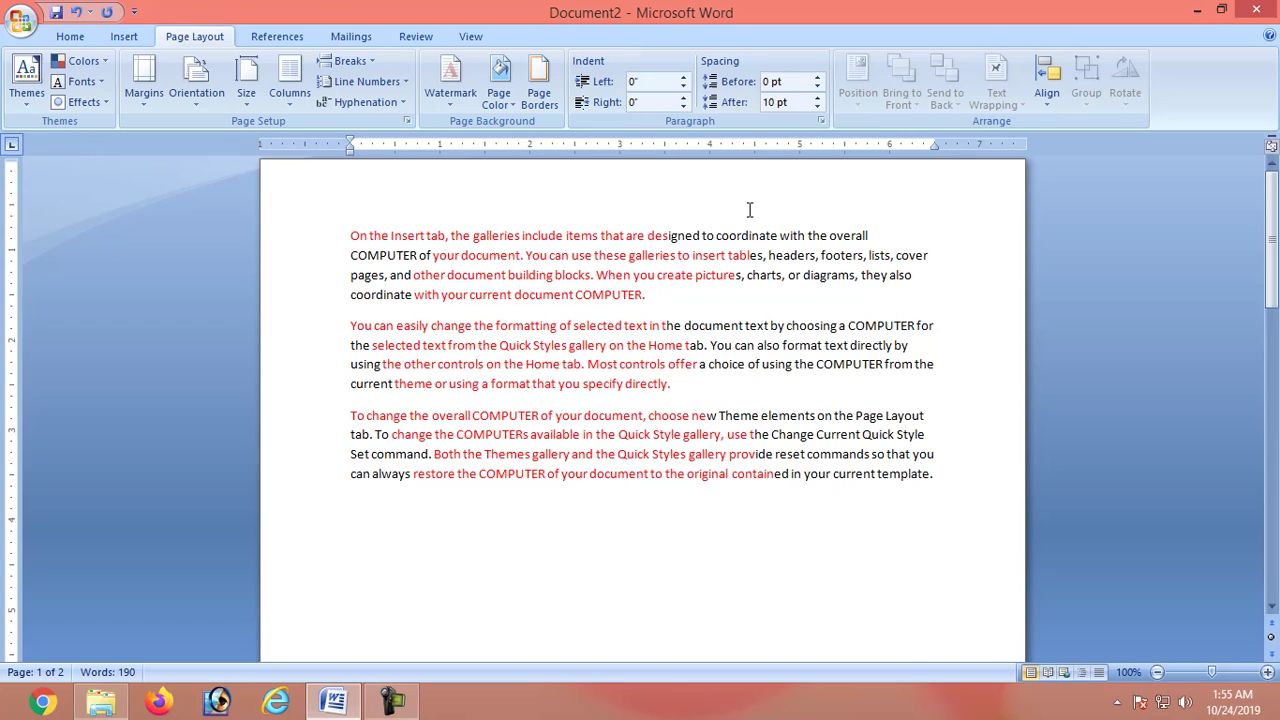 Document2 - Microsoft Word
Home Insert Page Layout References Mailings Review View
Themes Colors Fonts Effects Themes
Margins Orientation Size Columns Breaks Line Numbers Hyphenation Page Setup
Watermark Page Color Page Borders Page Background
Indent Left: 0" Right: 0" Spacing Before: 0 pt After: 10 pt Paragraph
Position Bring to Front Send to Back Text Wrapping Align Group Rotate Arrange
1 1 2 3 4 5 6 7
On the Insert tab, the galleries include items that are designed to coordinate with the overall
COMPUTER of your document. You can use these galleries to insert tables, headers, footers, lists, cover
pages, and other document building blocks. When you create pictures, charts, or diagrams, they also
coordinate with your current document COMPUTER.
You can easily change the formatting of selected text in the document text by choosing a COMPUTER for
the selected text from the Quick Styles gallery on the Home tab. You can also format text directly by
using the other controls on the Home tab. Most controls offer a choice of using the COMPUTER from the
current theme or using a format that you specify directly.
To change the overall COMPUTER of your document, choose new Theme elements on the Page Layout
tab. To change the COMPUTERs available in the Quick Style gallery, use the Change Current Quick Style
Set command. Both the Themes gallery and the Quick Styles gallery provide reset commands so that you
can always restore the COMPUTER of your document to the original contained in your current template.
1
2
3
4
5
Page: 1 of 2 Words: 190 100%
1:55 AM
10/24/2019